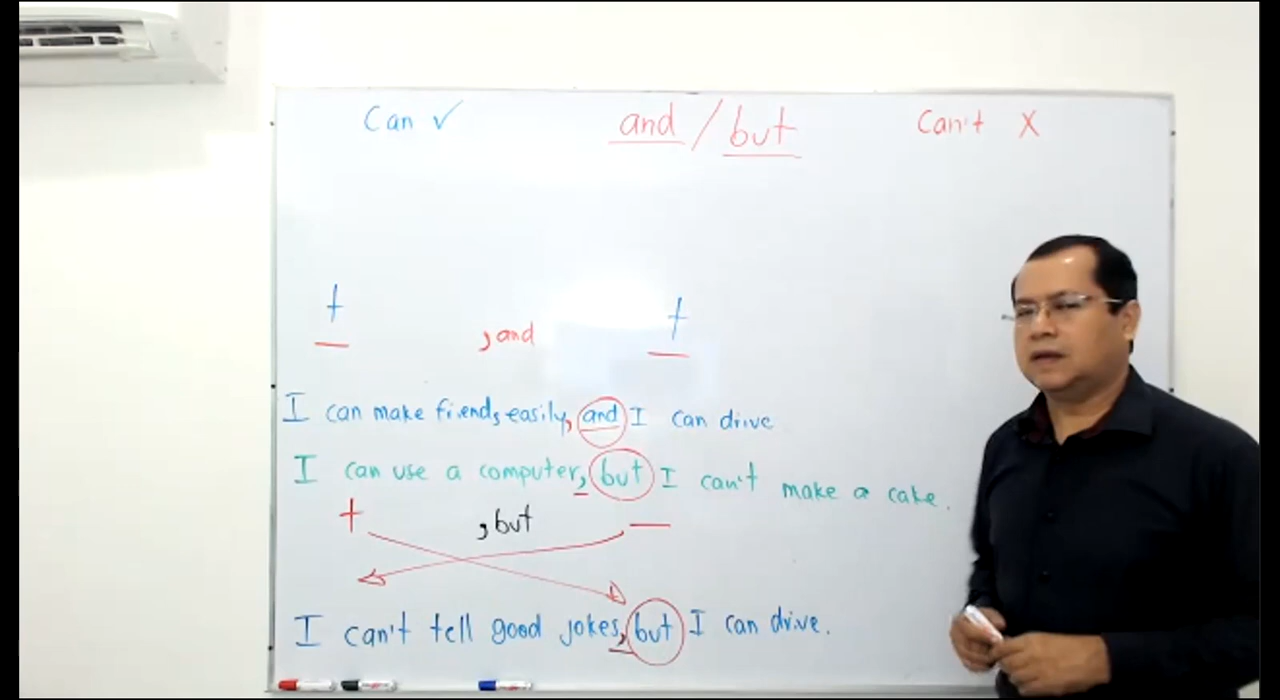 Can ✓ and / but Can't X
+ , and +
I can make friends easily, and I can drive
I can use a computer, but I can't make a cake.
+ , but —
I can't tell good jokes, but I can drive.